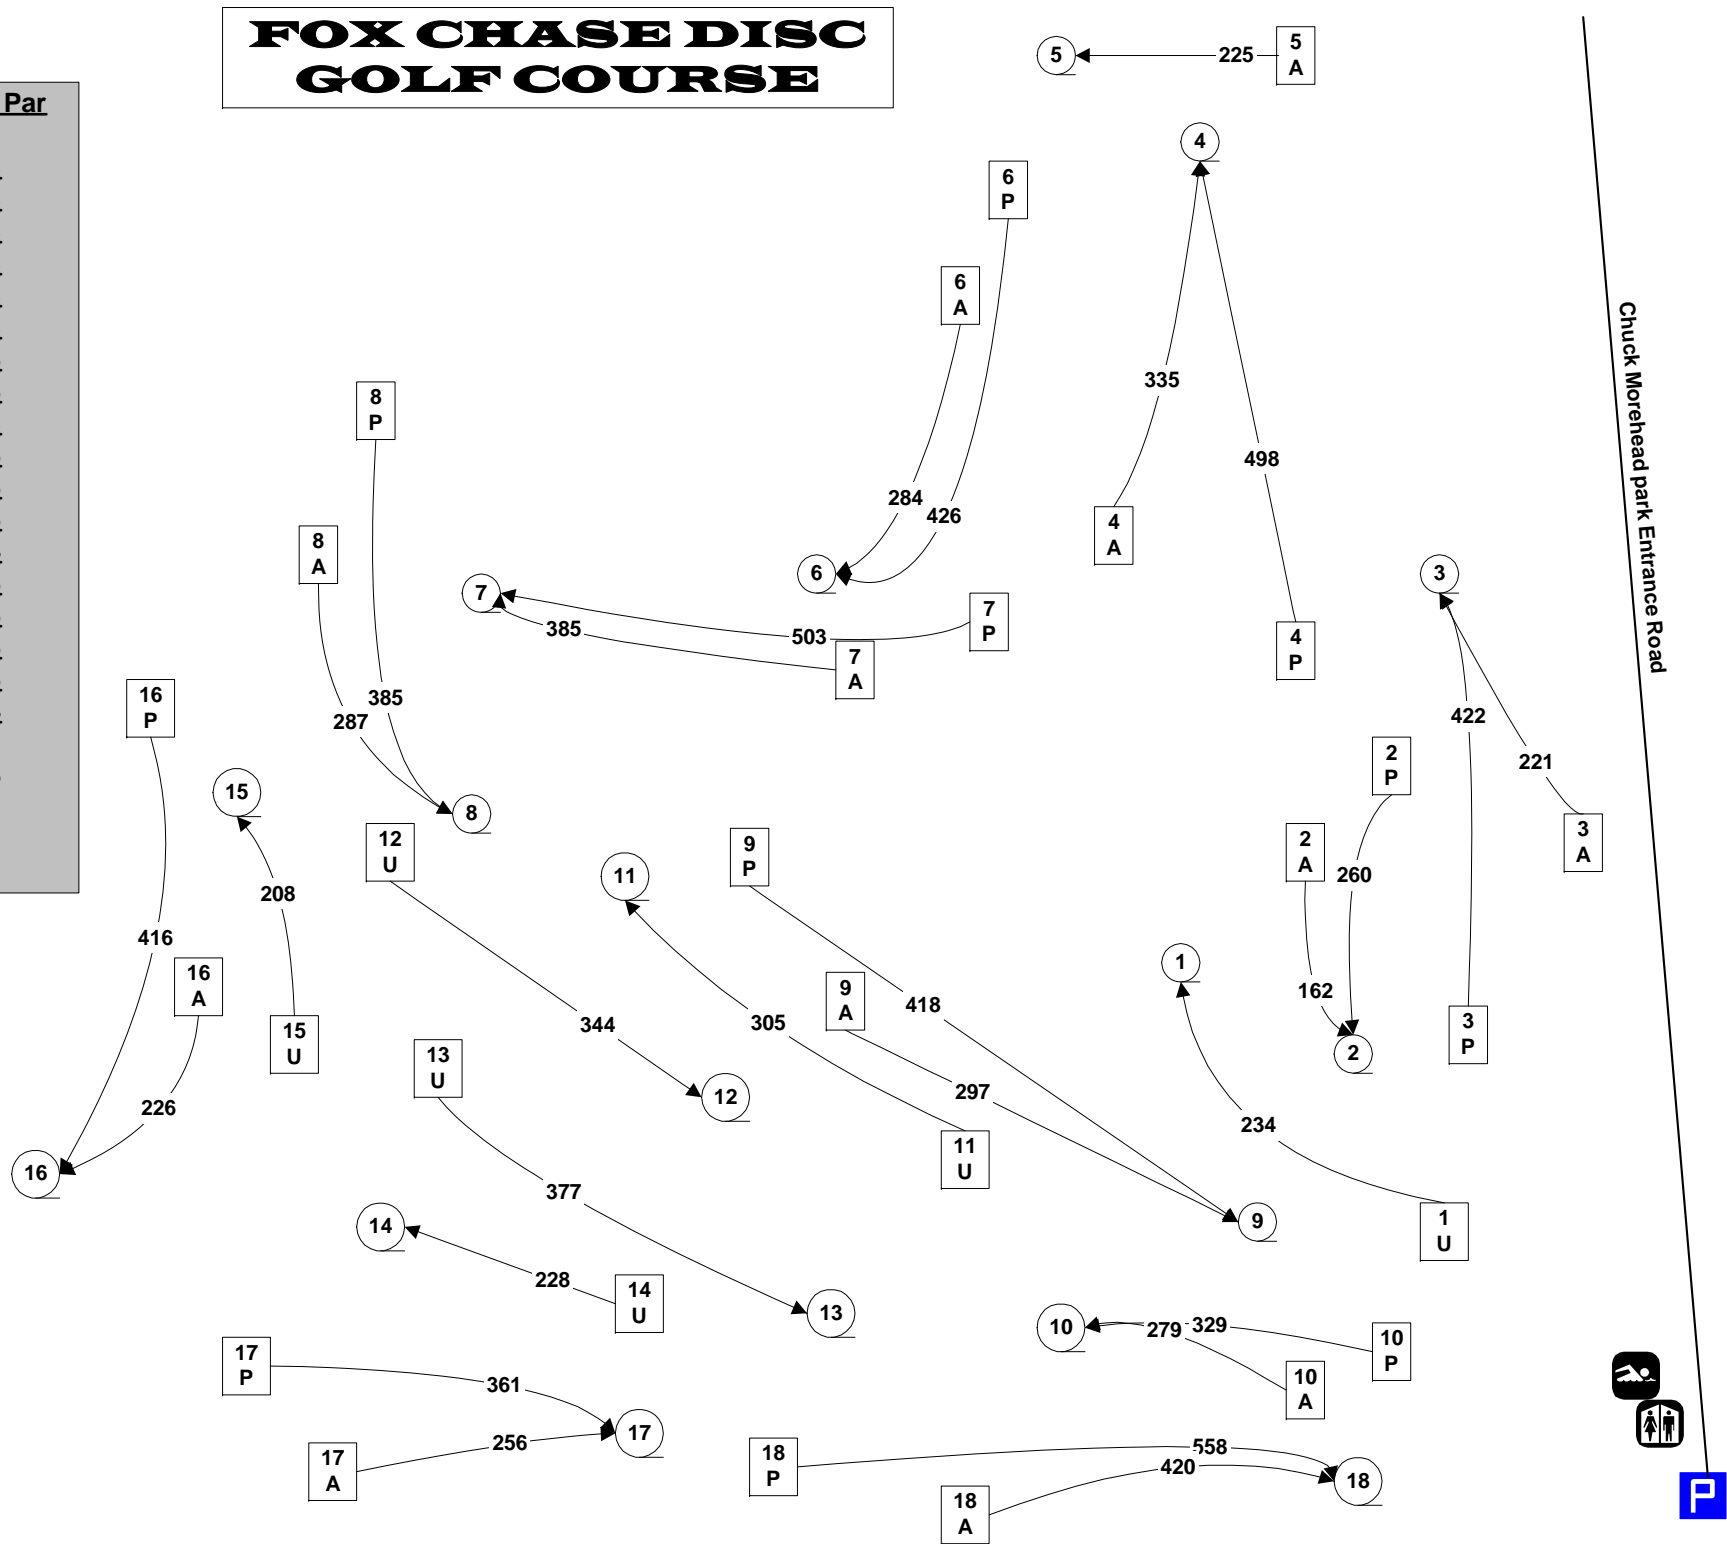 FOX CHASE DISC
GOLF COURSE
Par
5
225
5
A
4
6
P
6
A
335
498
284
426
4
A
4
P
6
8
P
8
A
385
287
8
7
503
385
7
P
7
A
3
422
221
3
A
3
P
2
P
2
A
260
162
2
Chuck Morehead park Entrance Road
16
P
416
16
A
226
16
15
208
15
U
12
U
344
12
11
305
11
U
9
P
9
A
418
297
9
1
234
1
U
13
U
377
13
14
228
14
U
10
279
329
10
P
10
A
17
P
361
17
256
17
A
18
P
558
420
18
18
A
P